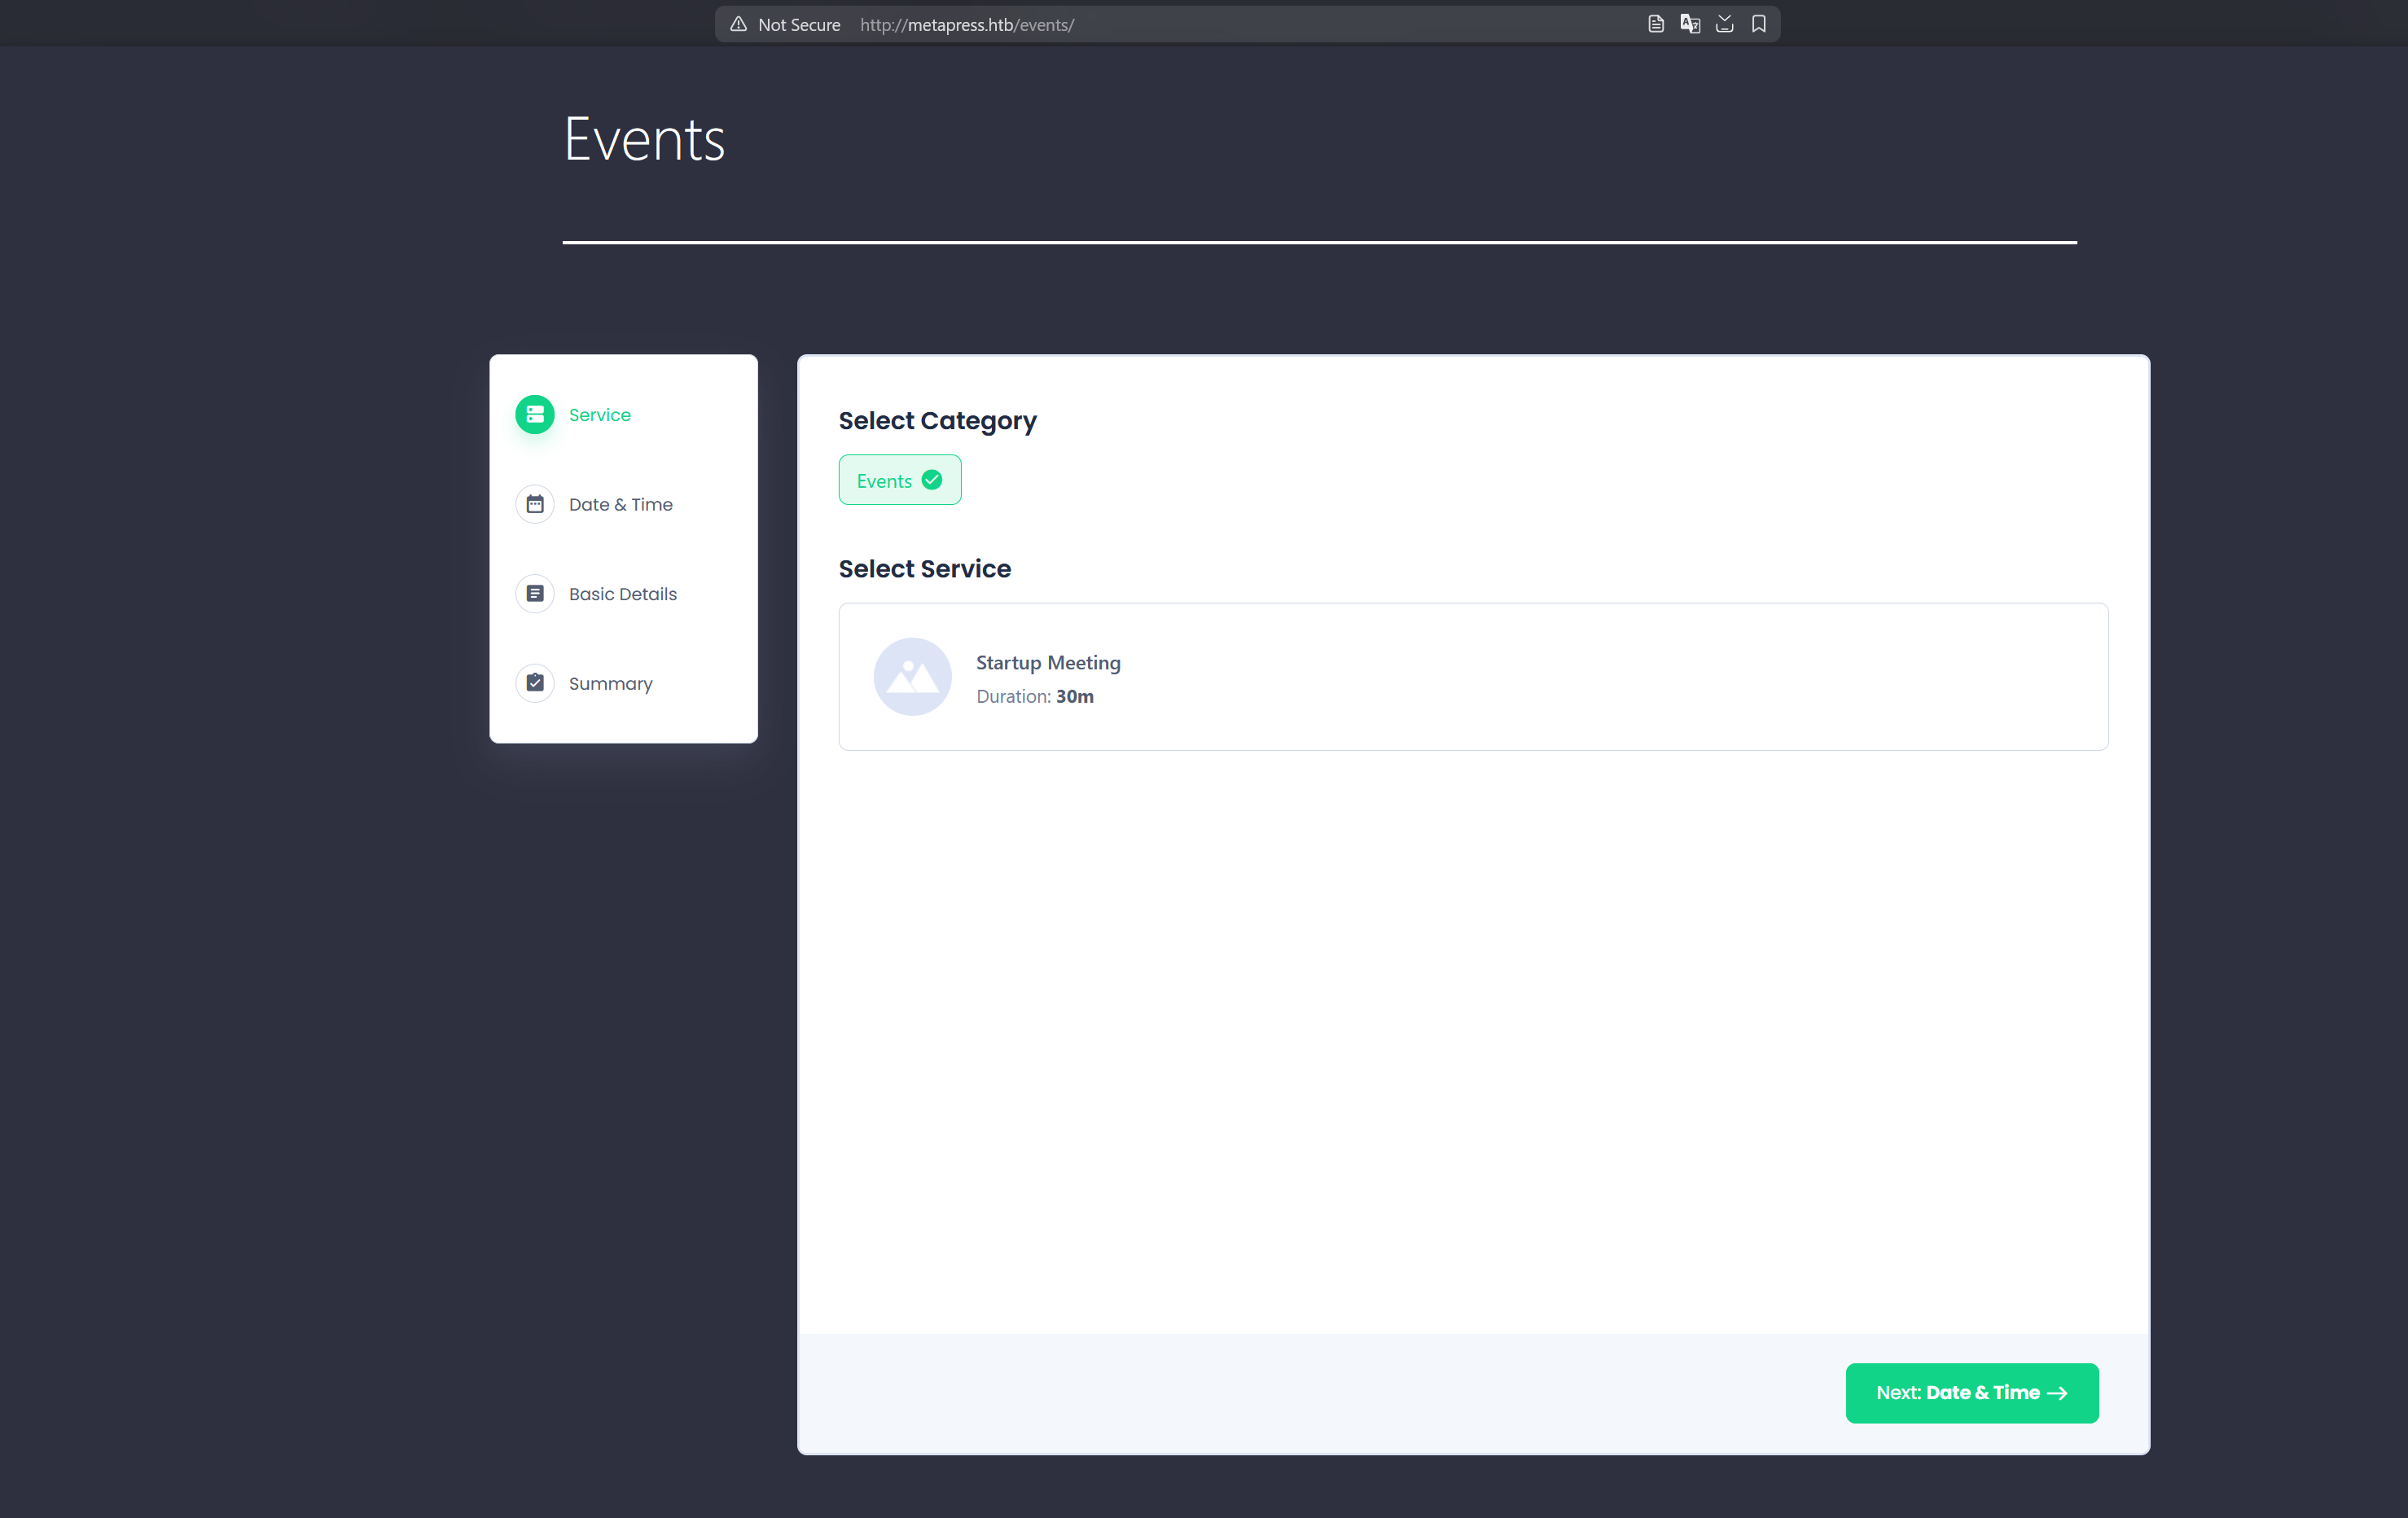 Not Secure http://metapress.htb/events/
Events
Service
Date & Time
Basic Details
Summary
Select Category
Events
Select Service
Startup Meeting
Duration: 30m
Next: Date & Time →